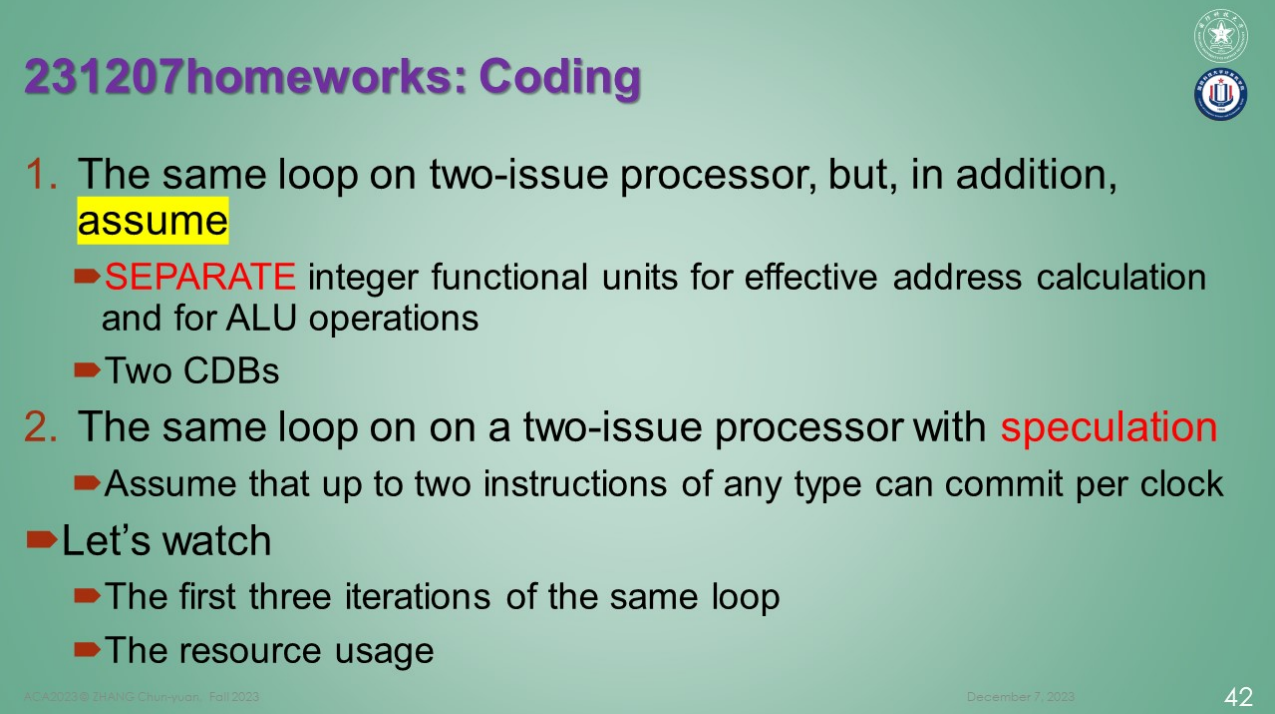 231207homeworks: Coding
1. The same loop on two-issue processor, but, in addition,
assume
SEPARATE integer functional units for effective address calculation
and for ALU operations
Two CDBs
2. The same loop on on a two-issue processor with speculation
Assume that up to two instructions of any type can commit per clock
Let's watch
The first three iterations of the same loop
The resource usage
ACA2023 © ZHANG Chun-yuan, Fall 2023
December 7, 2023
42